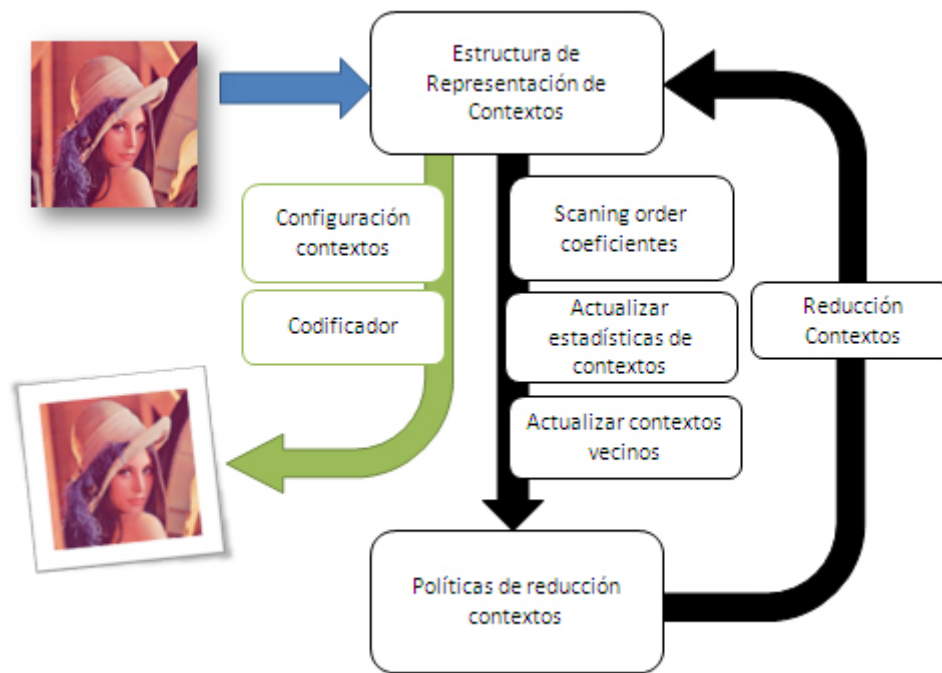 Estructura de
Representación de
Contextos
Configuración
contextos
Codificador
Scaning order
coeficientes
Actualizar
estadísticas de
contextos
Actualizar contextos
vecinos
Reducción
Contextos
Políticas de reducción
contextos